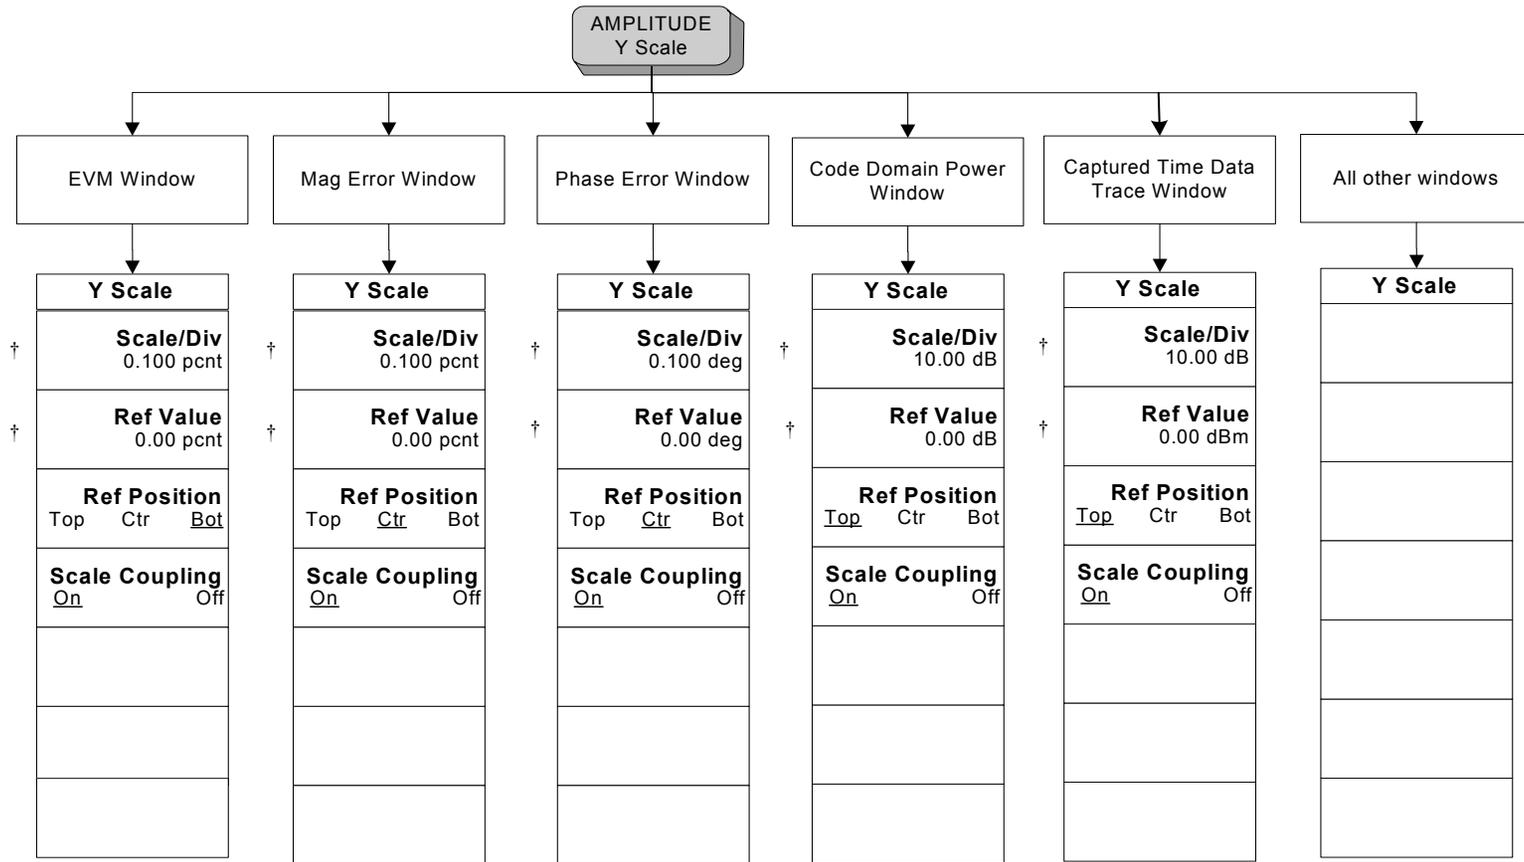 AMPLITUDE
Y Scale
EVM Window
Mag Error Window
Phase Error Window
Code Domain Power
Window
Captured Time Data
Trace Window
All other windows
Y Scale
† Scale/Div
0.100 pcnt
† Ref Value
0.00 pcnt
Ref Position
Top Ctr Bot
Scale Coupling
On Off
Y Scale
† Scale/Div
0.100 pcnt
† Ref Value
0.00 pcnt
Ref Position
Top Ctr Bot
Scale Coupling
On Off
Y Scale
† Scale/Div
0.100 deg
† Ref Value
0.00 deg
Ref Position
Top Ctr Bot
Scale Coupling
On Off
Y Scale
† Scale/Div
10.00 dB
† Ref Value
0.00 dB
Ref Position
Top Ctr Bot
Scale Coupling
On Off
Y Scale
† Scale/Div
10.00 dB
† Ref Value
0.00 dBm
Ref Position
Top Ctr Bot
Scale Coupling
On Off
Y Scale